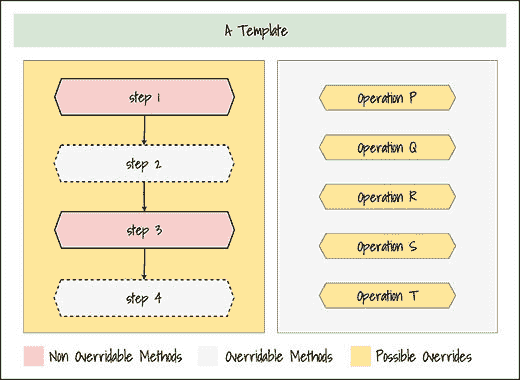 A Template
step 1
step 2
step 3
step 4
Operation P
Operation Q
Operation R
Operation S
Operation T
Non Overridable Methods
Overridable Methods
Possible Overrides